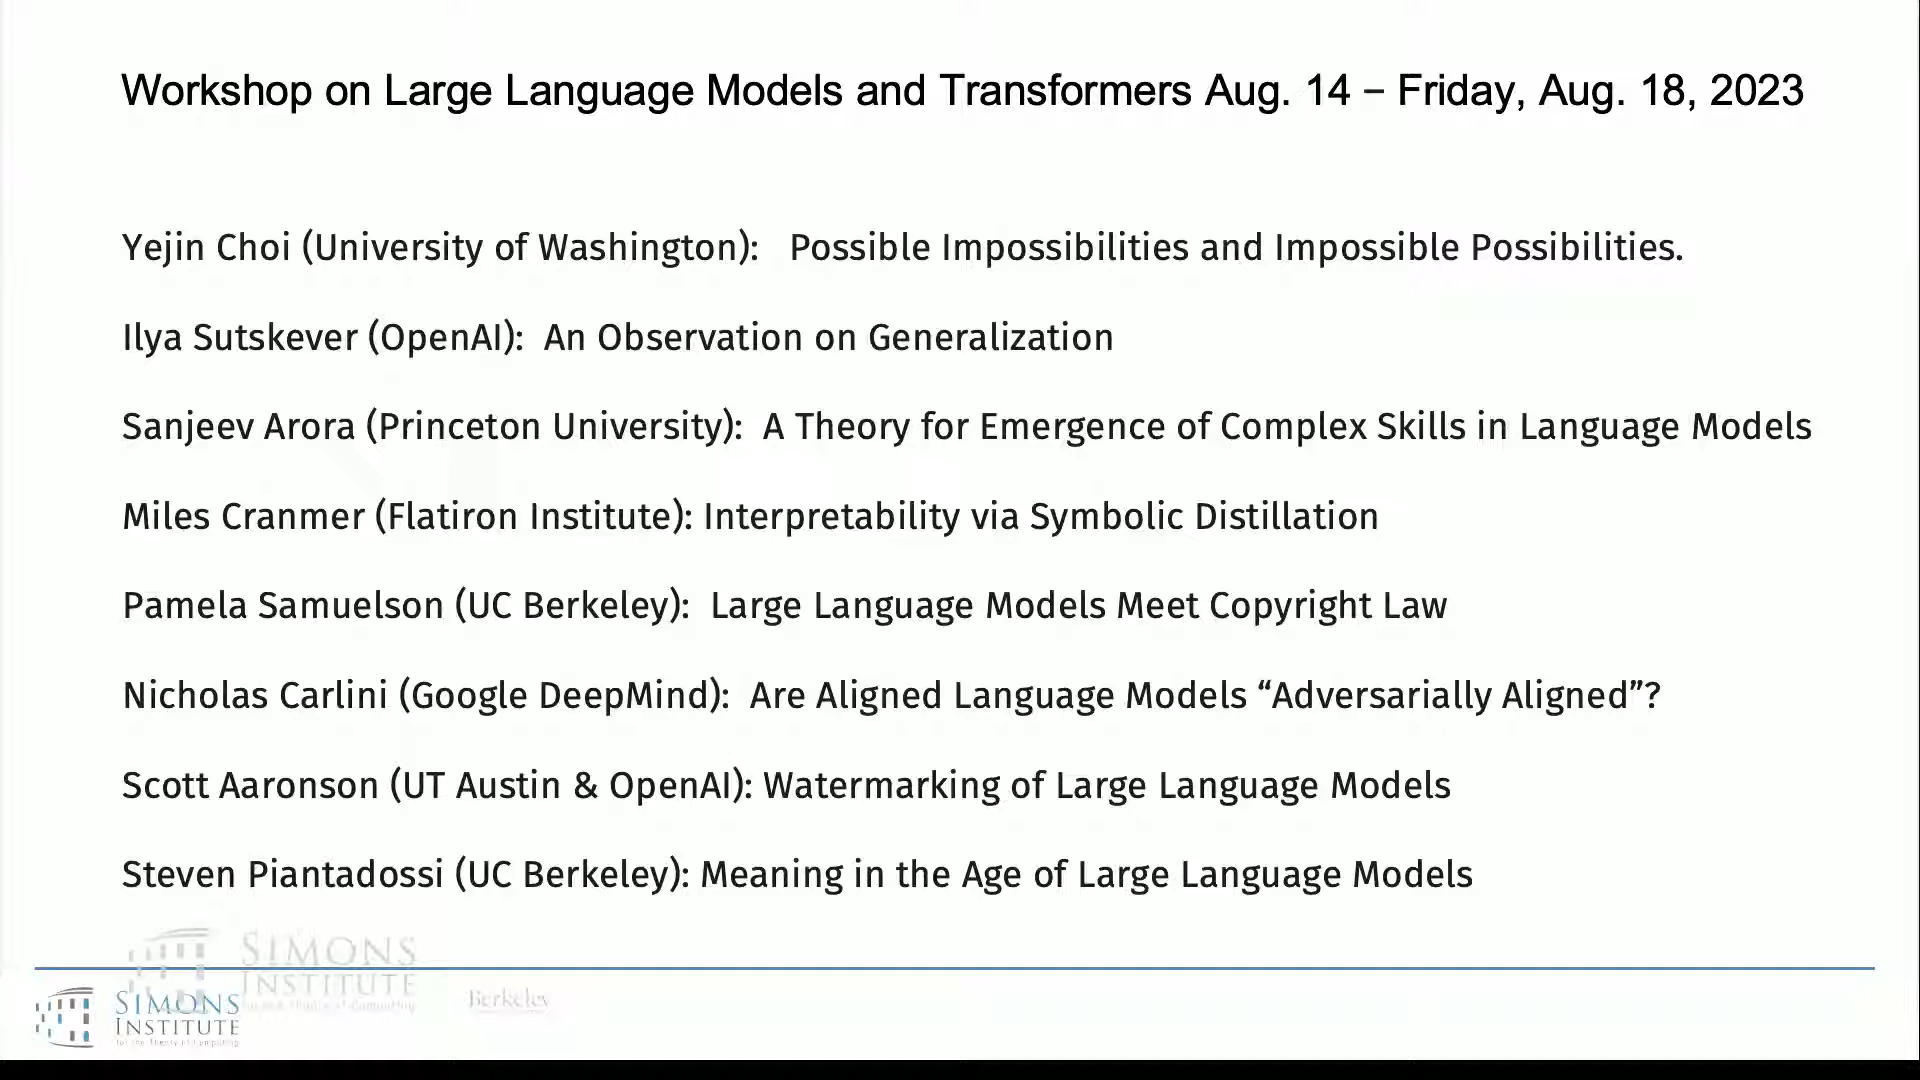 Workshop on Large Language Models and Transformers Aug. 14 – Friday, Aug. 18, 2023
Yejin Choi (University of Washington): Possible Impossibilities and Impossible Possibilities.
Ilya Sutskever (OpenAI): An Observation on Generalization
Sanjeev Arora (Princeton University): A Theory for Emergence of Complex Skills in Language Models
Miles Cranmer (Flatiron Institute): Interpretability via Symbolic Distillation
Pamela Samuelson (UC Berkeley): Large Language Models Meet Copyright Law
Nicholas Carlini (Google DeepMind): Are Aligned Language Models “Adversarially Aligned”?
Scott Aaronson (UT Austin & OpenAI): Watermarking of Large Language Models
Steven Piantadossi (UC Berkeley): Meaning in the Age of Large Language Models
SIMONS
INSTITUTE
Berkeley
SIMONS
INSTITUTE
for the Theory of Computing